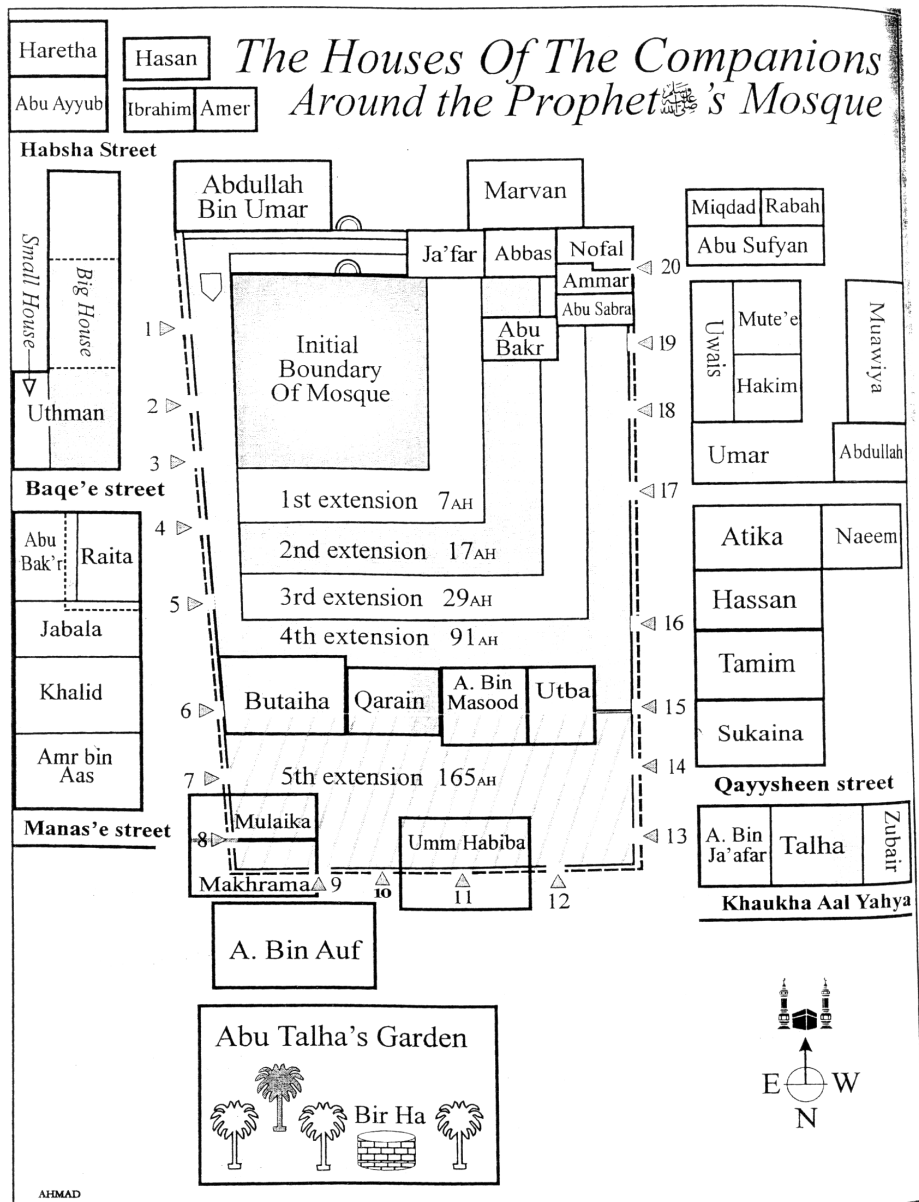 The Houses Of The Companions
Around the Prophet ﷺ 's Mosque
Haretha
Hasan
Abu Ayyub
Ibrahim
Amer
Habsha Street
Small House
Big House
Uthman
Baqe'e street
Abu
Bak'r
Raita
Jabala
Khalid
Amr bin
Aas
Manas'e street
Abdullah
Bin Umar
Marvan
Ja'far
Abbas
Nofal
Ammar
Abu Sabra
Abu
Bakr
Initial
Boundary
Of Mosque
1st extension 7AH
2nd extension 17AH
3rd extension 29AH
4th extension 91AH
Butaiha
Qarain
A. Bin
Masood
Utba
5th extension 165AH
Mulaika
Makhrama
Umm Habiba
1
2
3
4
5
6
7
8
9
10
11
12
13
14
15
16
17
18
19
20
Miqdad
Rabah
Abu Sufyan
Uwais
Mute'e
Hakim
Muawiya
Umar
Abdullah
Atika
Naeem
Hassan
Tamim
Sukaina
Qayysheen street
A. Bin
Ja'afar
Talha
Zubair
Khaukha Aal Yahya
A. Bin Auf
Abu Talha's Garden
Bir Ha
E
W
N
AHMAD